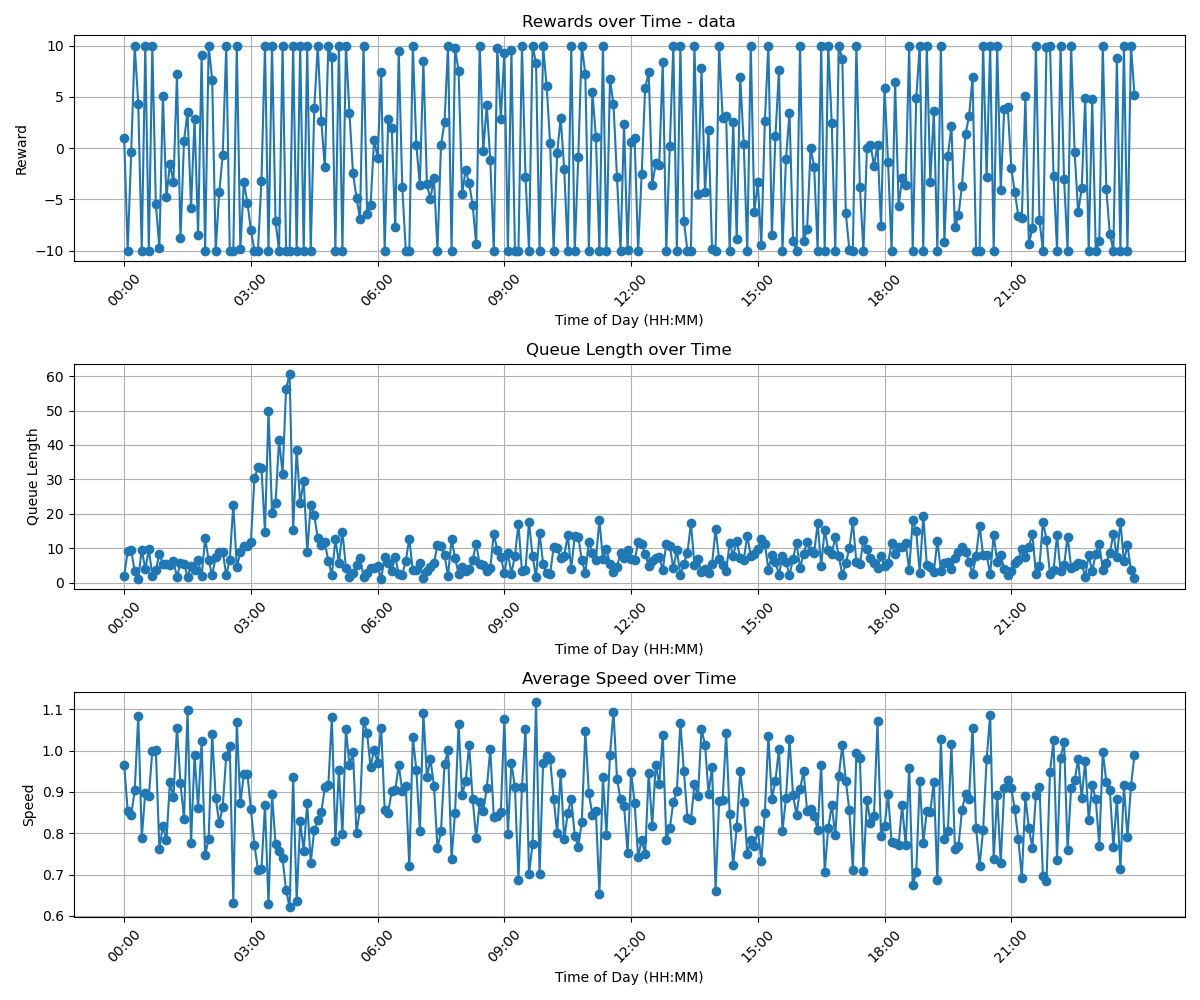 Rewards over Time - data
10
5
0
−5
−10
Reward
00:00 03:00 06:00 09:00 12:00 15:00 18:00 21:00
Time of Day (HH:MM)
Queue Length over Time
60
50
40
30
20
10
0
Queue Length
00:00 03:00 06:00 09:00 12:00 15:00 18:00 21:00
Time of Day (HH:MM)
Average Speed over Time
1.1
1.0
0.9
0.8
0.7
0.6
Speed
00:00 03:00 06:00 09:00 12:00 15:00 18:00 21:00
Time of Day (HH:MM)